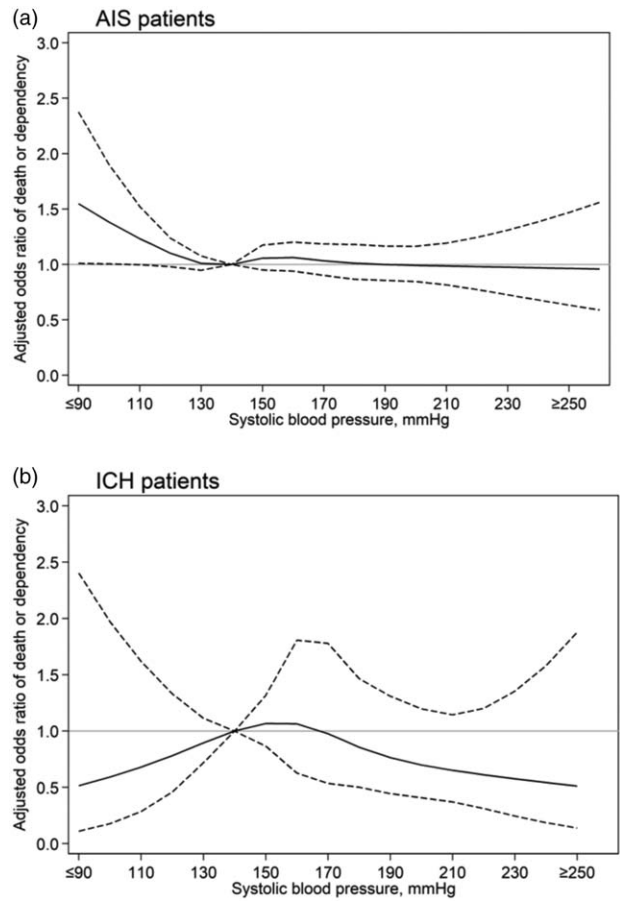 (a) AIS patients
Adjusted odds ratio of death or dependency
3.0
2.5
2.0
1.5
1.0
0.5
0.0
≤90 110 130 150 170 190 210 230 ≥250
Systolic blood pressure, mmHg
(b) ICH patients
Adjusted odds ratio of death or dependency
3.0
2.5
2.0
1.5
1.0
0.5
0.0
≤90 110 130 150 170 190 210 230 ≥250
Systolic blood pressure, mmHg